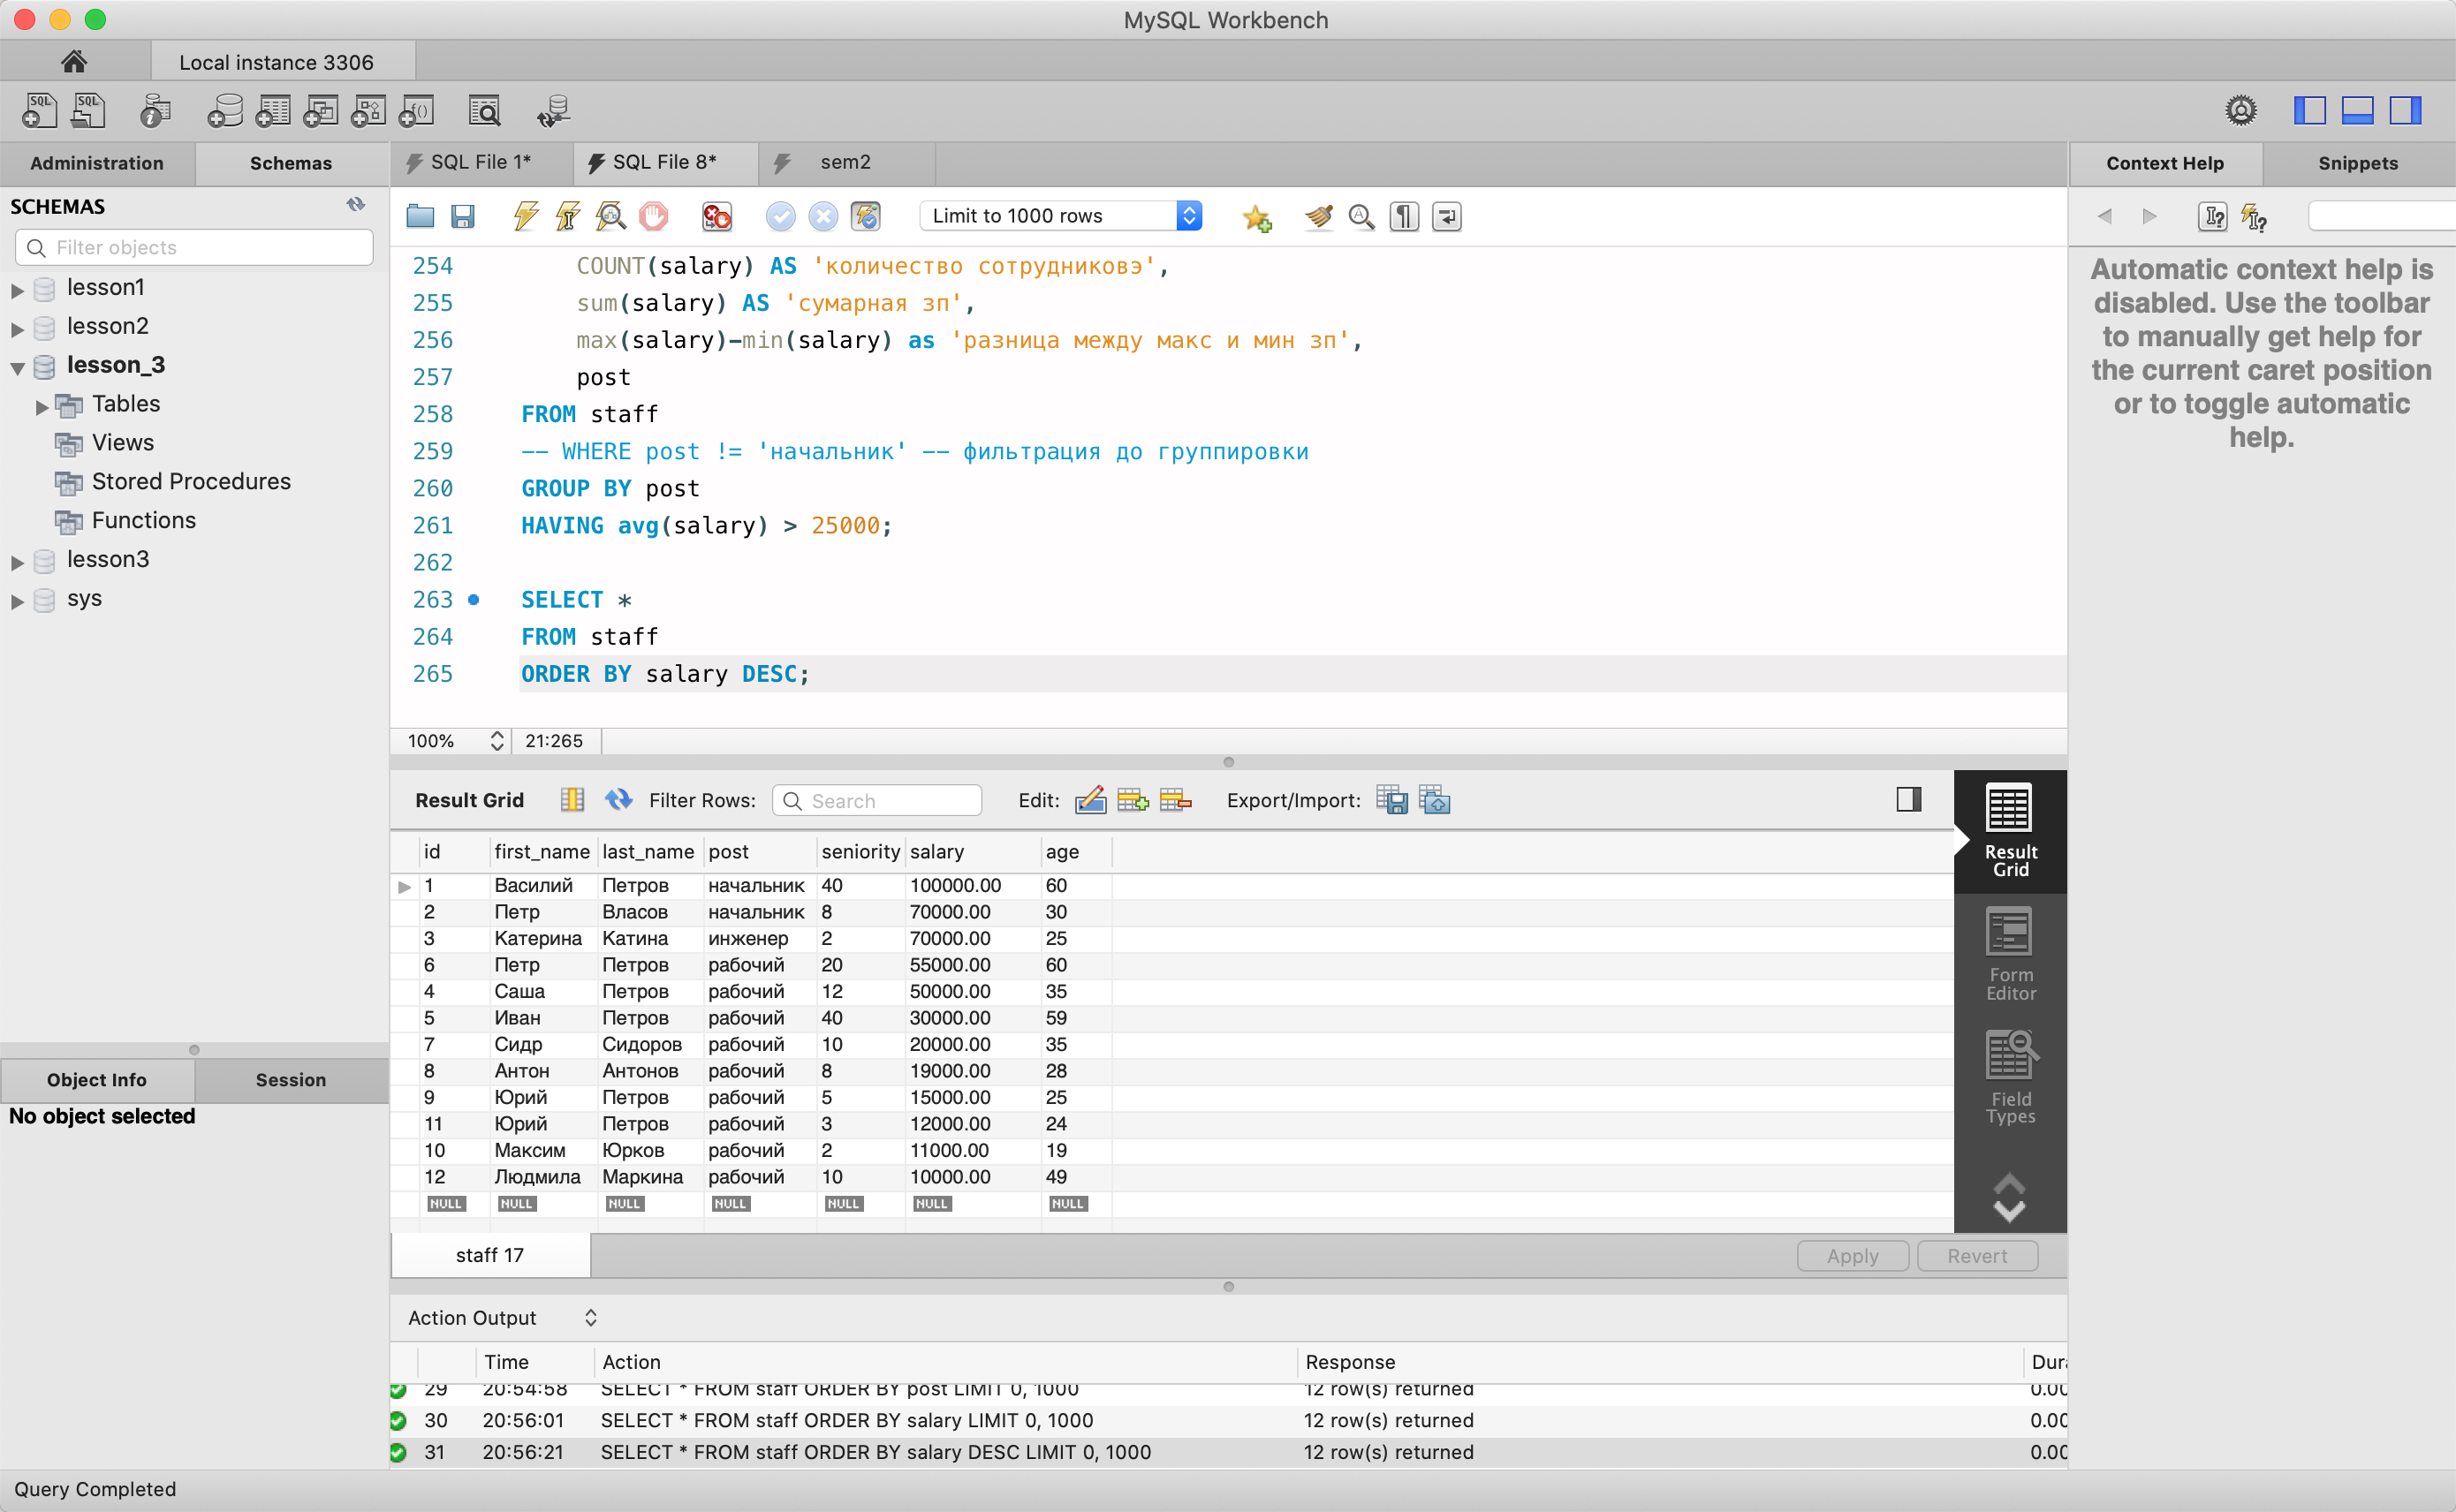 MySQL Workbench
Local instance 3306
Administration
Schemas
SQL File 1*
SQL File 8*
sem2
Context Help
Snippets
SCHEMAS
Filter objects
lesson1
lesson2
lesson_3
Tables
Views
Stored Procedures
Functions
lesson3
sys
Object Info
Session
No object selected
Limit to 1000 rows
254 COUNT(salary) AS 'количество сотрудниковэ',
255 sum(salary) AS 'сумарная зп',
256 max(salary)-min(salary) as 'разница между макс и мин зп',
257 post
258 FROM staff
259 -- WHERE post != 'начальник' -- фильтрация до группировки
260 GROUP BY post
261 HAVING avg(salary) > 25000;
262
263 SELECT *
264 FROM staff
265 ORDER BY salary DESC;
100% 21:265
Automatic context help is
disabled. Use the toolbar
to manually get help for
the current caret position
or to toggle automatic
help.
Result Grid Filter Rows: Search Edit: Export/Import:
id first_name last_name post seniority salary age
1 Василий Петров начальник 40 100000.00 60
2 Петр Власов начальник 8 70000.00 30
3 Катерина Катина инженер 2 70000.00 25
6 Петр Петров рабочий 20 55000.00 60
4 Саша Петров рабочий 12 50000.00 35
5 Иван Петров рабочий 40 30000.00 59
7 Сидр Сидоров рабочий 10 20000.00 35
8 Антон Антонов рабочий 8 19000.00 28
9 Юрий Петров рабочий 5 15000.00 25
11 Юрий Петров рабочий 3 12000.00 24
10 Максим Юрков рабочий 2 11000.00 19
12 Людмила Маркина рабочий 10 10000.00 49
NULL NULL NULL NULL NULL NULL NULL
Result
Grid
Form
Editor
Field
Types
staff 17
Apply
Revert
Action Output
Time Action Response Dura
29 20:54:58 SELECT * FROM staff ORDER BY post LIMIT 0, 1000 12 row(s) returned 0.00
30 20:56:01 SELECT * FROM staff ORDER BY salary LIMIT 0, 1000 12 row(s) returned 0.00
31 20:56:21 SELECT * FROM staff ORDER BY salary DESC LIMIT 0, 1000 12 row(s) returned 0.00
Query Completed